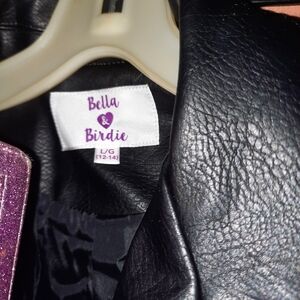 Bella
&
Birdie
L/G
(12-14)